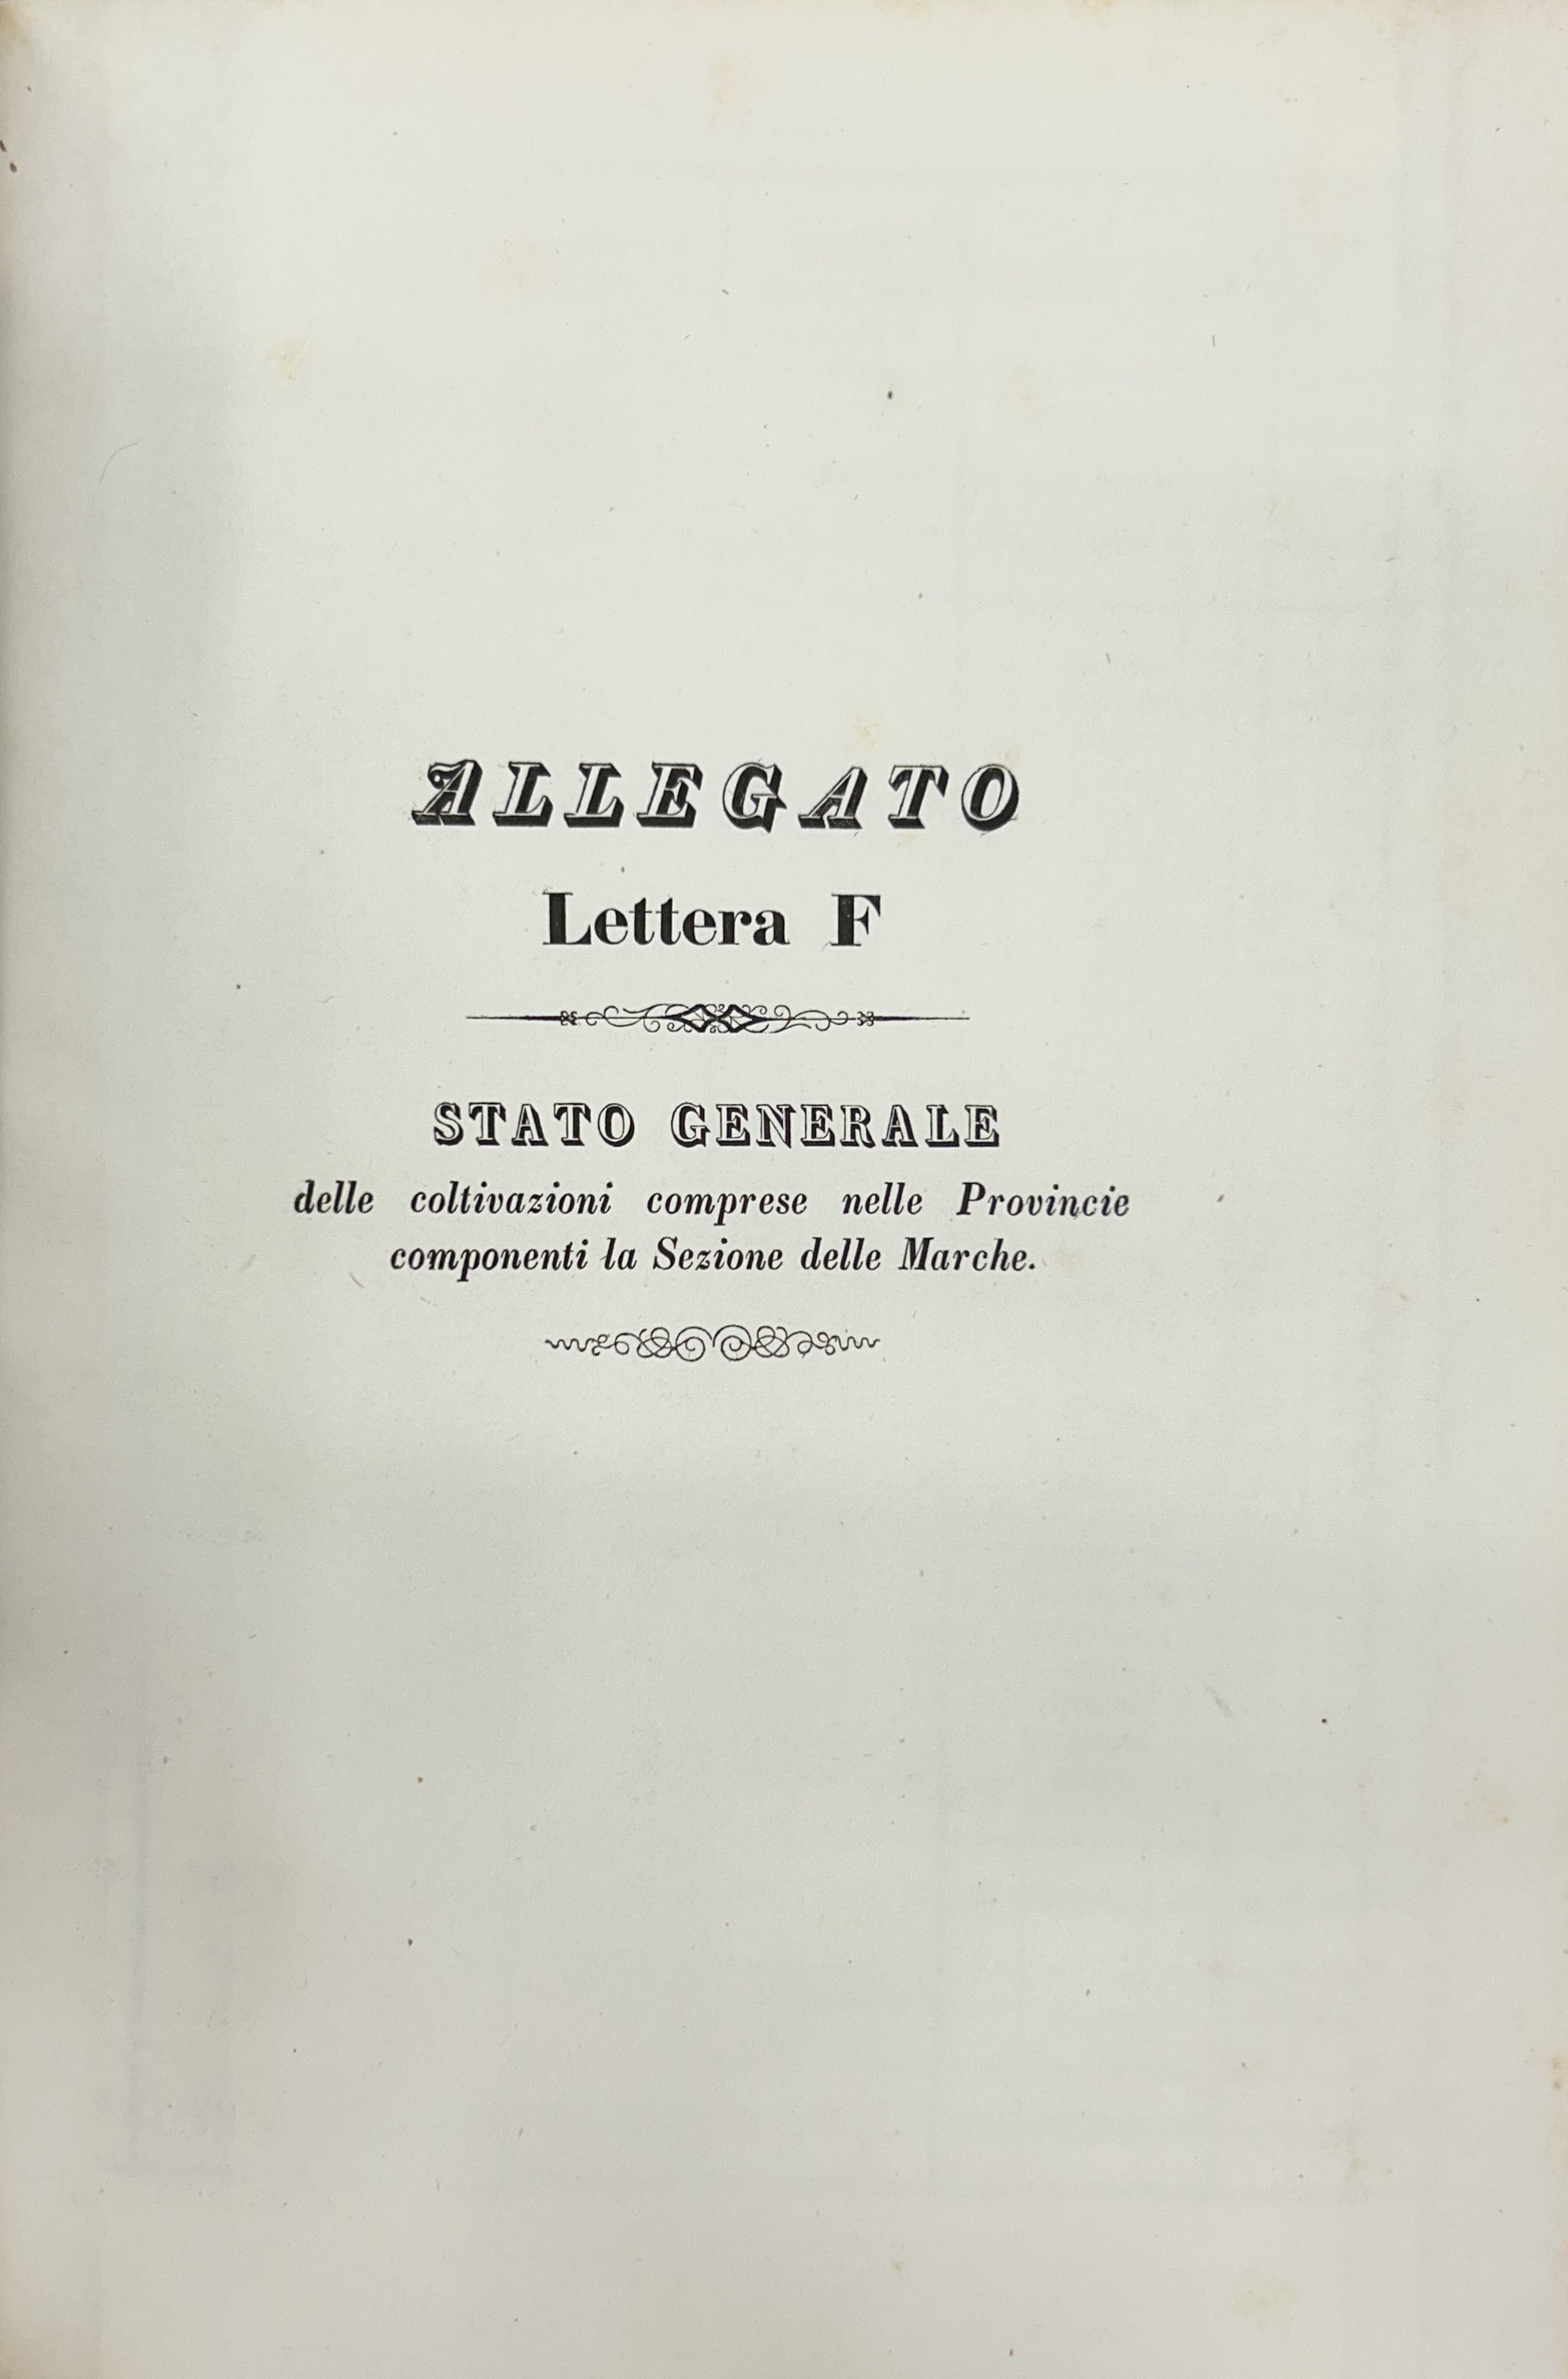 ALLEGATO
Lettera F
STATO GENERALE
delle coltivazioni comprese nelle Provincie
componenti la Sezione delle Marche.